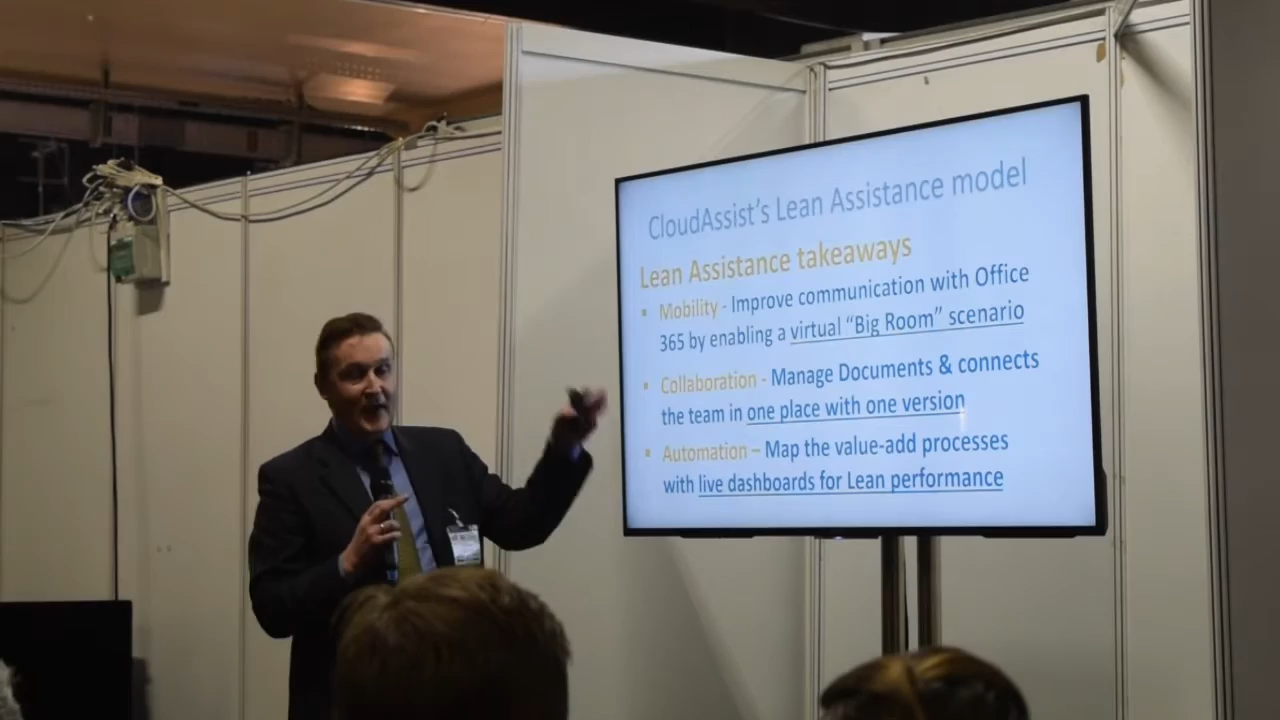 CloudAssist's Lean Assistance model
Lean Assistance takeaways
▪ Mobility - Improve communication with Office
365 by enabling a virtual “Big Room” scenario
▪ Collaboration - Manage Documents & connects
the team in one place with one version
▪ Automation – Map the value-add processes
with live dashboards for Lean performance